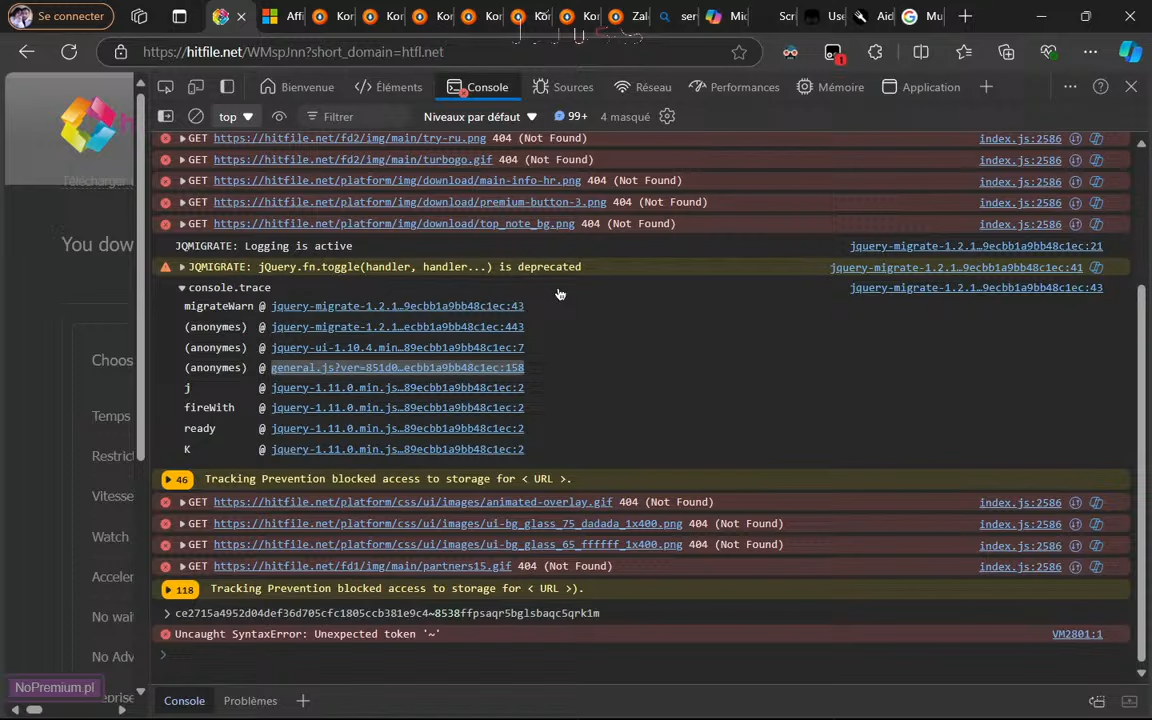 Se connecter
Affi
Kor
Kor
Kor
Kor
Kor
Kor
Zal
ser
Mic
Scri
Use
Aid
Mu
https://hitfile.net/WMspJnn?short_domain=htfl.net
1
Bienvenue
Éléments
Console
Sources
Réseau
Performances
Mémoire
Application
top
Filtrer
Niveaux par défaut
99+
4 masqué
GET https://hitfile.net/fd2/img/main/try-ru.png 404 (Not Found) index.js:2586
GET https://hitfile.net/fd2/img/main/turbogo.gif 404 (Not Found) index.js:2586
GET https://hitfile.net/platform/img/download/main-info-hr.png 404 (Not Found) index.js:2586
GET https://hitfile.net/platform/img/download/premium-button-3.png 404 (Not Found) index.js:2586
GET https://hitfile.net/platform/img/download/top_note_bg.png 404 (Not Found) index.js:2586
JQMIGRATE: Logging is active jquery-migrate-1.2.1…9ecbb1a9bb48c1ec:21
JQMIGRATE: jQuery.fn.toggle(handler, handler...) is deprecated jquery-migrate-1.2.1…9ecbb1a9bb48c1ec:41
console.trace jquery-migrate-1.2.1…9ecbb1a9bb48c1ec:43
migrateWarn @ jquery-migrate-1.2.1…9ecbb1a9bb48c1ec:43
(anonymes) @ jquery-migrate-1.2.1…9ecbb1a9bb48c1ec:443
(anonymes) @ jquery-ui-1.10.4.min…89ecbb1a9bb48c1ec:7
(anonymes) @ general.js?ver=851d0…ecbb1a9bb48c1ec:158
j @ jquery-1.11.0.min.js…89ecbb1a9bb48c1ec:2
fireWith @ jquery-1.11.0.min.js…89ecbb1a9bb48c1ec:2
ready @ jquery-1.11.0.min.js…89ecbb1a9bb48c1ec:2
K @ jquery-1.11.0.min.js…89ecbb1a9bb48c1ec:2
46 Tracking Prevention blocked access to storage for < URL >.
GET https://hitfile.net/platform/css/ui/images/animated-overlay.gif 404 (Not Found) index.js:2586
GET https://hitfile.net/platform/css/ui/images/ui-bg_glass_75_dadada_1x400.png 404 (Not Found) index.js:2586
GET https://hitfile.net/platform/css/ui/images/ui-bg_glass_65_ffffff_1x400.png 404 (Not Found) index.js:2586
GET https://hitfile.net/fd1/img/main/partners15.gif 404 (Not Found) index.js:2586
118 Tracking Prevention blocked access to storage for < URL >).
ce2715a4952d04def36d705cfc1805ccb381e9c4~8538ffpsaqr5bglsbaqc5qrk1m
Uncaught SyntaxError: Unexpected token '~' VM2801:1
Télécharger
You dow
Choos
Temps
Restric
Vitesse
Watch
Acceler
No wai
No Adv
NoPremium.pl
Console
Problèmes